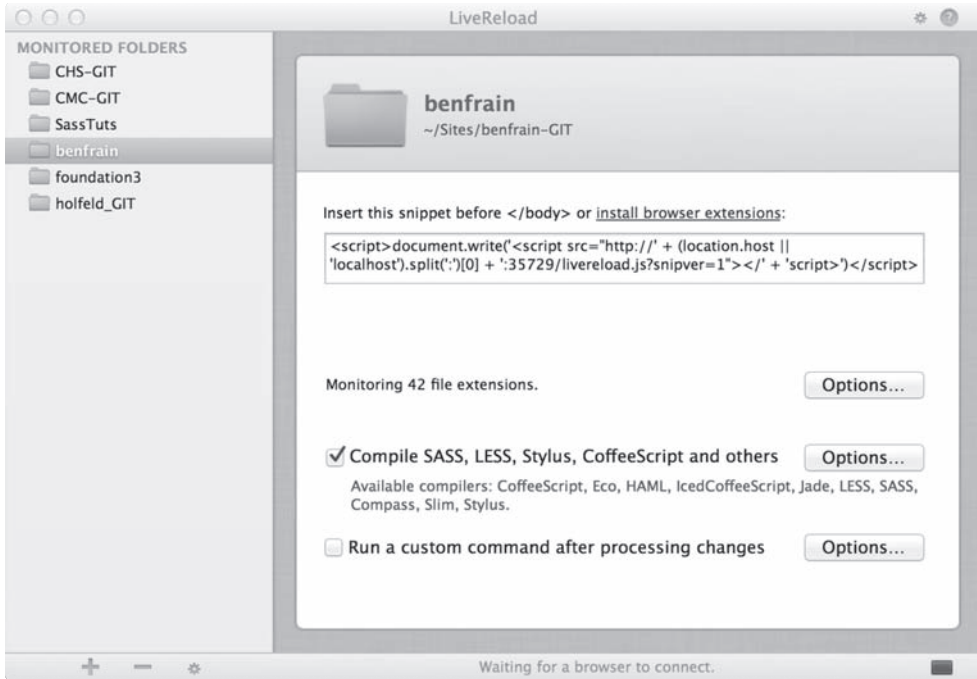 LiveReload
?
MONITORED FOLDERS
CHS-GIT
CMC-GIT
SassTuts
benfrain
foundation3
holfeld_GIT
benfrain
~/Sites/benfrain-GIT
Insert this snippet before </body> or install browser extensions:
<script>document.write('<script src="http://' + (location.host ||
'localhost').split(':')[0] + ':35729/livereload.js?snipver=1"></' + 'script>')</script>
Monitoring 42 file extensions.
Options...
Compile SASS, LESS, Stylus, CoffeeScript and others
Options...
Available compilers: CoffeeScript, Eco, HAML, IcedCoffeeScript, Jade, LESS, SASS,
Compass, Slim, Stylus.
Run a custom command after processing changes
Options...
Waiting for a browser to connect.